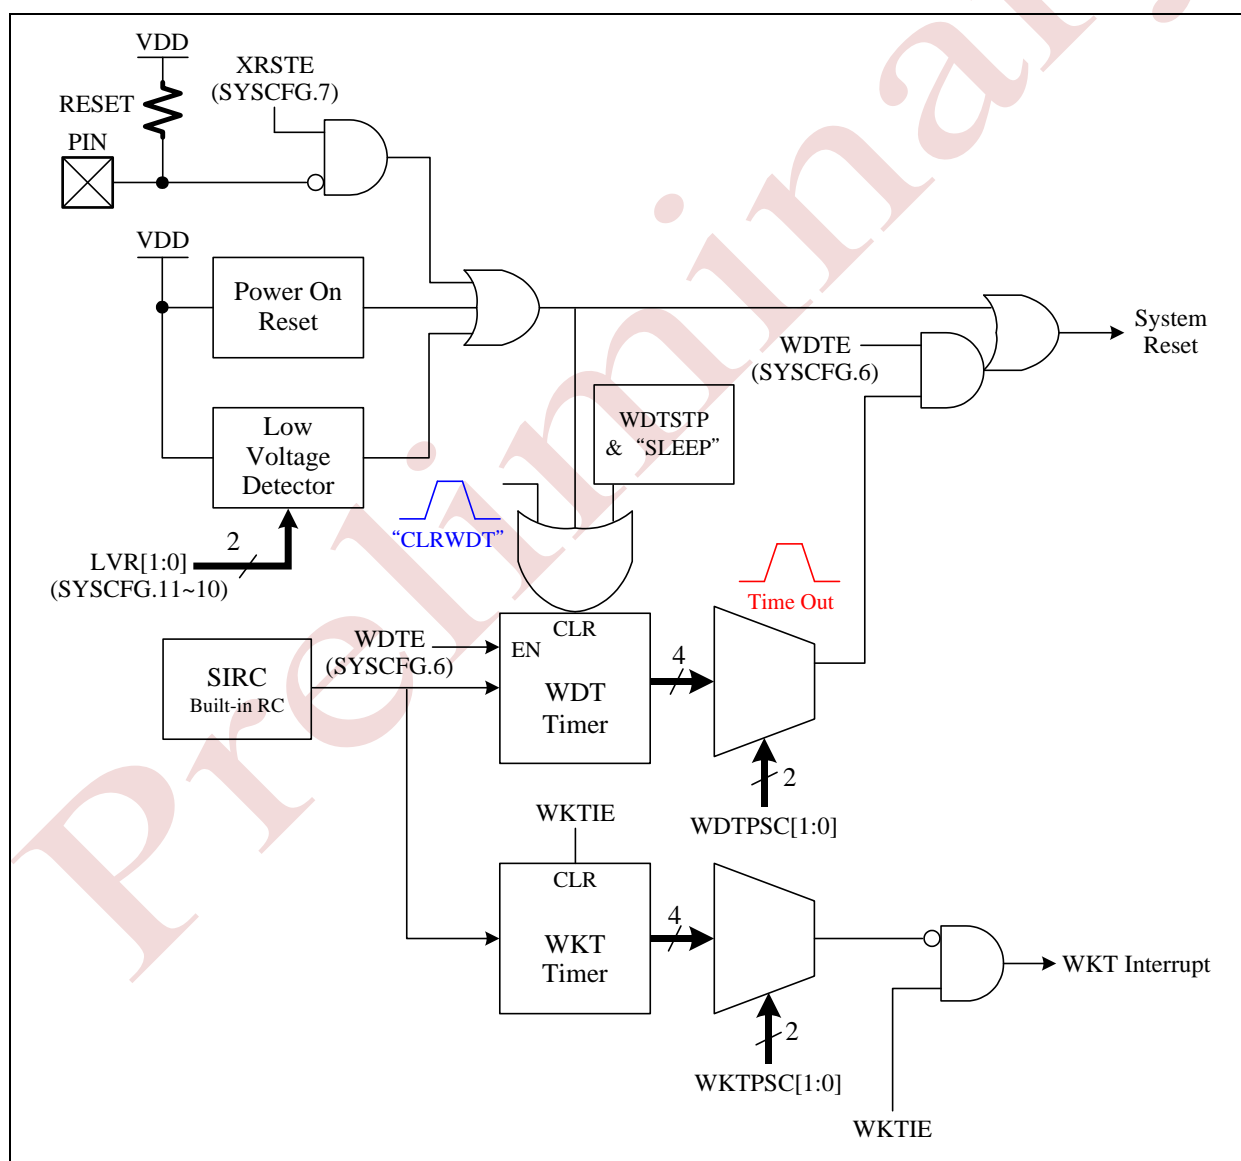 VDD
XRSTE
(SYSCFG.7)
RESET
PIN
VDD
Power On
Reset
System
Reset
WDTE
(SYSCFG.6)
Low
Voltage
Detector
WDTSTP
& “SLEEP”
“CLRWDT”
2
LVR[1:0]
(SYSCFG.11~10)
Time Out
CLR
WDTE
(SYSCFG.6)
EN
4
SIRC
Built-in RC
WDT
Timer
2
WDTPSC[1:0]
WKTIE
CLR
4
WKT
Timer
WKT Interrupt
2
WKTPSC[1:0]
WKTIE
Preliminary